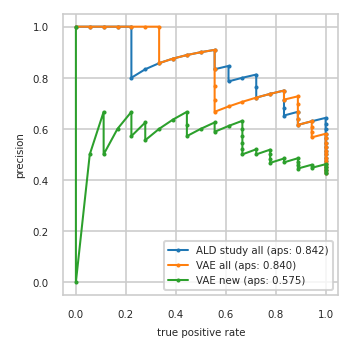 1.0
0.8
0.6
0.4
0.2
0.0
precision
0.0 0.2 0.4 0.6 0.8 1.0
true positive rate
ALD study all (aps: 0.842)
VAE all (aps: 0.840)
VAE new (aps: 0.575)